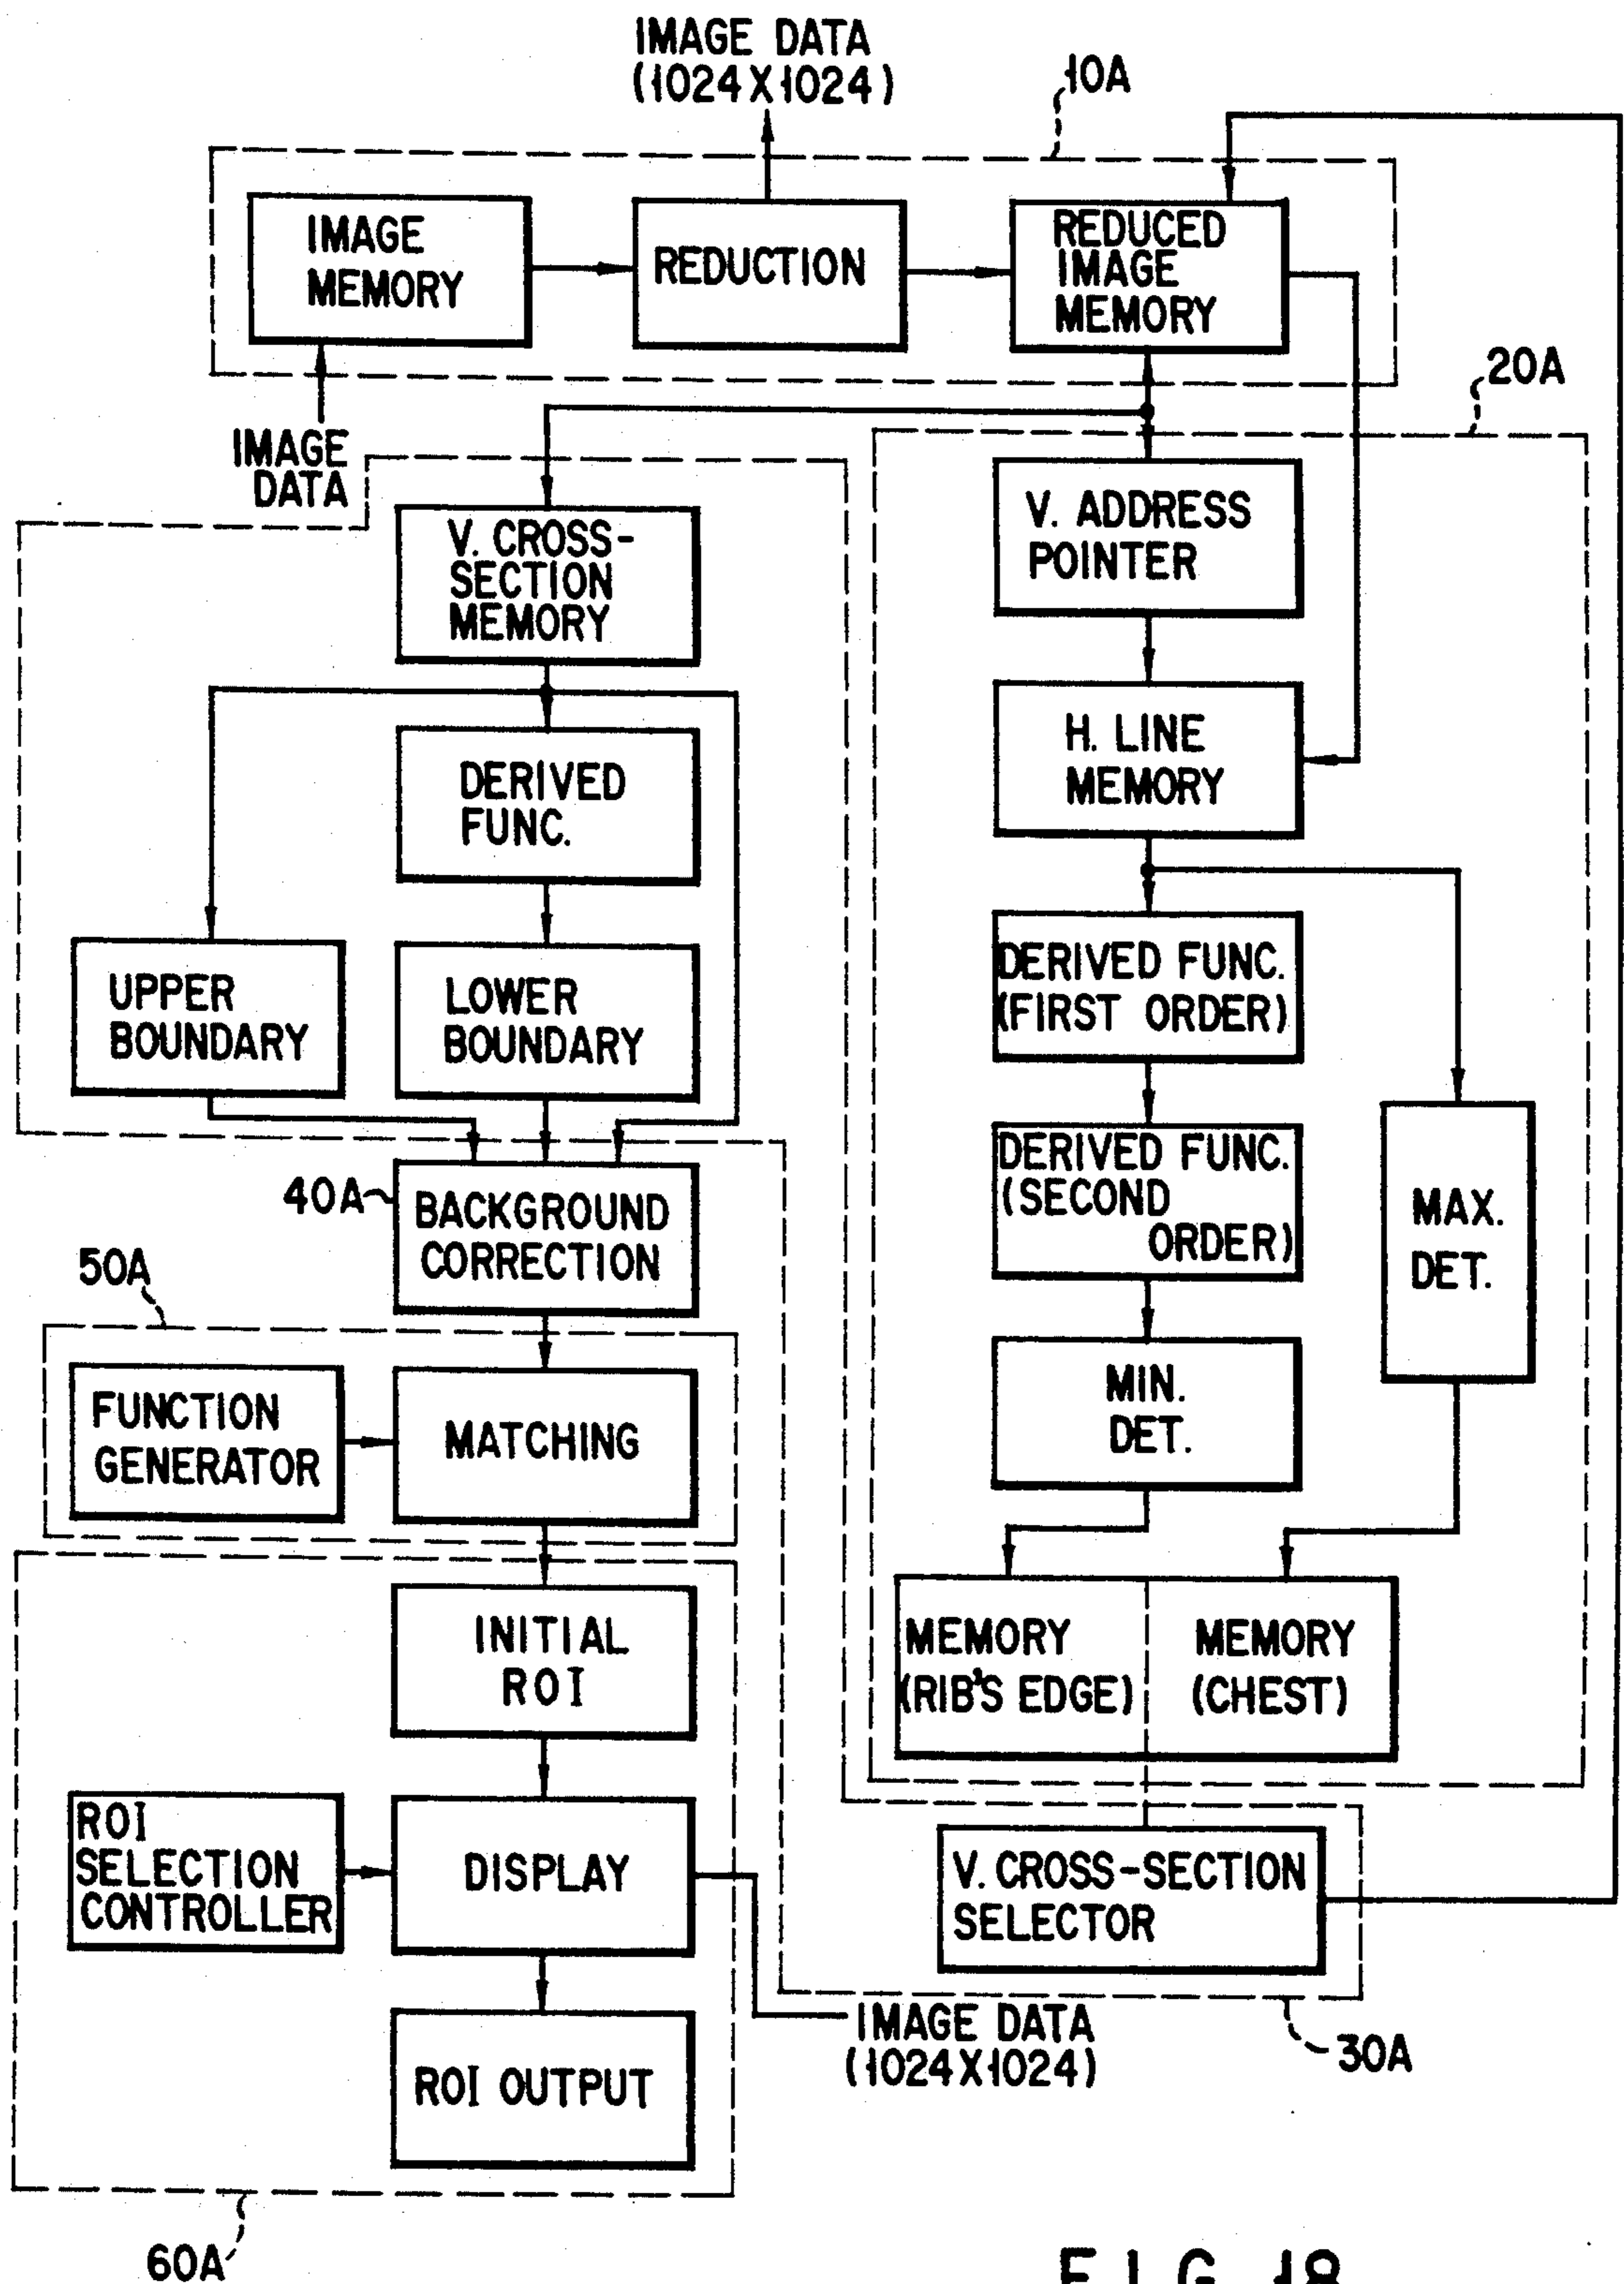 IMAGE DATA
(1024X1024)
10A
IMAGE
MEMORY
REDUCTION
REDUCED
IMAGE
MEMORY
IMAGE
DATA
20A
V. CROSS-
SECTION
MEMORY
V. ADDRESS
POINTER
H. LINE
MEMORY
DERIVED
FUNC.
UPPER
BOUNDARY
LOWER
BOUNDARY
DERIVED FUNC.
(FIRST ORDER)
DERIVED FUNC.
(SECOND
ORDER)
MAX.
DET.
40A
BACKGROUND
CORRECTION
50A
FUNCTION
GENERATOR
MATCHING
MIN.
DET.
MEMORY
(RIB'S EDGE)
MEMORY
(CHEST)
INITIAL
ROI
ROI
SELECTION
CONTROLLER
DISPLAY
V. CROSS-SECTION
SELECTOR
IMAGE DATA
(1024X1024)
30A
ROI OUTPUT
60A
FIG. 18